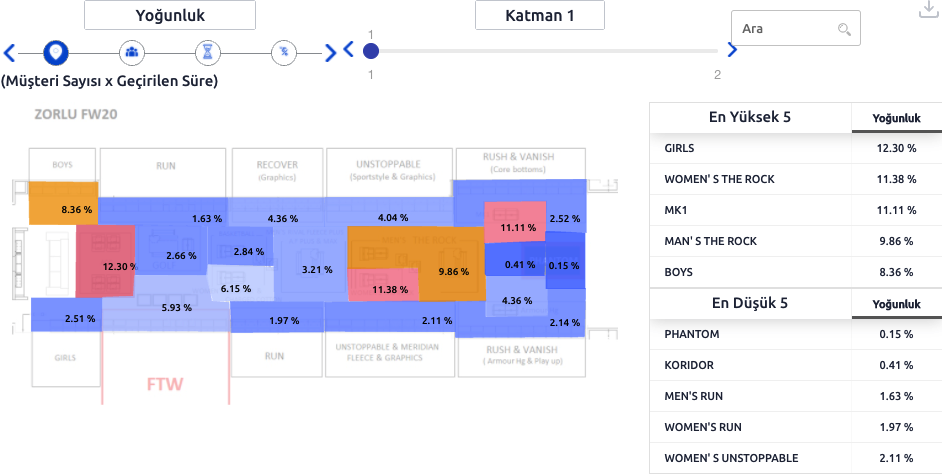 Yoğunluk
Katman 1
Ara
1
1
2
(Müşteri Sayısı x Geçirilen Süre)
ZORLU FW20
BOYS
RUN
RECOVER
(Graphics)
UNSTOPPABLE
(Sportstyle & Graphics)
RUSH & VANISH
(Core bottoms)
8.36 %
1.63 %
4.36 %
4.04 %
2.52 %
11.11 %
MEN'S THE ROCK
12.30 %
2.66 %
2.84 %
3.21 %
9.86 %
0.41 %
0.15 %
6.15 %
11.38 %
5.93 %
4.36 %
2.51 %
1.97 %
2.11 %
2.14 %
GIRLS
FTW
RUN
UNSTOPPABLE & MERIDIAN
FLEECE & GRAPHICS
RUSH & VANISH
( Armour Hg & Play up)
En Yüksek 5
Yoğunluk
GIRLS 12.30 %
WOMEN' S THE ROCK 11.38 %
MK1 11.11 %
MAN' S THE ROCK 9.86 %
BOYS 8.36 %
En Düşük 5
Yoğunluk
PHANTOM 0.15 %
KORIDOR 0.41 %
MEN'S RUN 1.63 %
WOMEN'S RUN 1.97 %
WOMEN' S UNSTOPPABLE 2.11 %